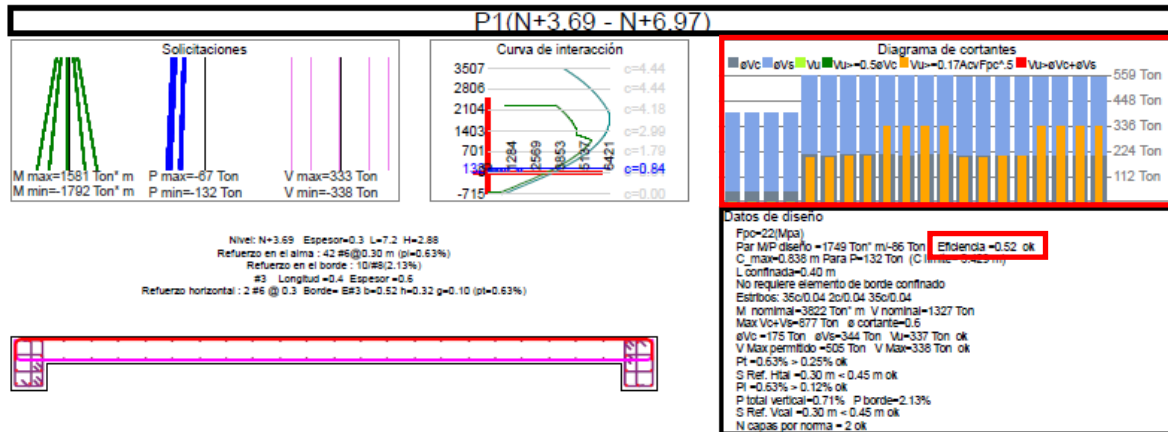 P1(N+3.69 - N+6.97)
Solicitaciones
M max=1581 Ton* m P max=-67 Ton V max=333 Ton
M min=-1792 Ton* m P min=-132 Ton V min=-338 Ton
Curva de interacción
3507
2806
2104
1403
701
-715
1284
2569
3853
5137
6421
c=4.44
c=4.44
c=4.18
c=2.99
c=1.79
c=0.84
c=0.00
Diagrama de cortantes
øVc øVs Vu Vu>=0.5øVc Vu>=0.17AcvFpc^.5 Vu>øVc+øVs
559 Ton
448 Ton
336 Ton
224 Ton
112 Ton
Nivel: N+3.69 Espesor=0.3 L=7.2 H=2.88
Refuerzo en el alma : 42 #6@0.30 m (pl=0.63%)
Refuerzo en el borde : 10/#8(2.13%)
#3 Longitud =0.4 Espesor =0.6
Refuerzo horizontal : 2 #6 @ 0.3 Borde= E#3 b=0.52 h=0.32 g=0.10 (pt=0.63%)
Datos de diseño
Fpc=22(Mpa)
Par M/P diseño =1749 Ton* m/-86 Ton Eficiencia =0.52 ok
C_max=0.838 m Para P=132 Ton
L confinada=0.40 m
No requiere elemento de borde confinado
Estribos: 35c/0.04 2c/0.04 35c/0.04
M nomimal=3822 Ton* m V nominal=1327 Ton
Max Vc+Vs=877 Ton ø cortante=0.6
øVc =175 Ton øVs=344 Ton Vu=337 Ton ok
V Max permitido =505 Ton V Max=338 Ton ok
Pt =0.63% > 0.25% ok
S Ref. Htal =0.30 m < 0.45 m ok
Pl =0.63% > 0.12% ok
P total vertical=0.71% P borde=2.13%
S Ref. Vcal =0.30 m < 0.45 m ok
N capas por norma = 2 ok